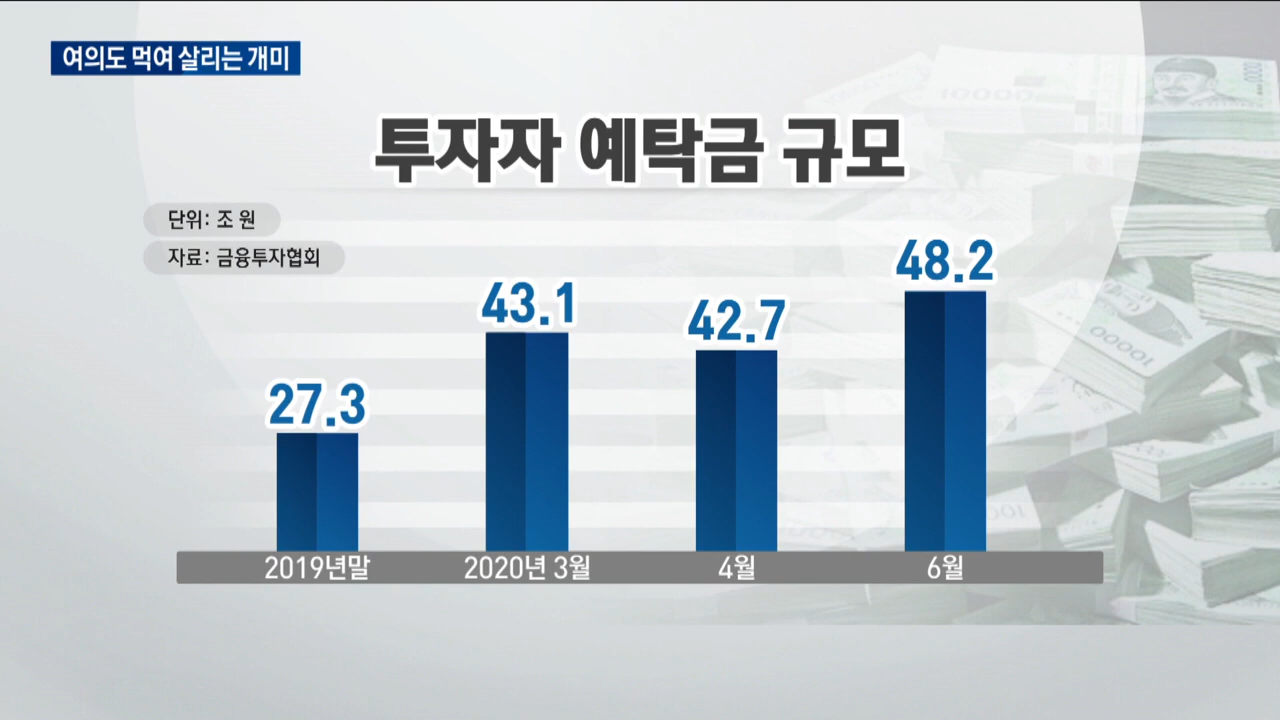 여의도 먹여 살리는 개미
투자자 예탁금 규모
단위: 조 원
자료: 금융투자협회
27.3
43.1
42.7
48.2
2019년말
2020년 3월
4월
6월
10000
10000